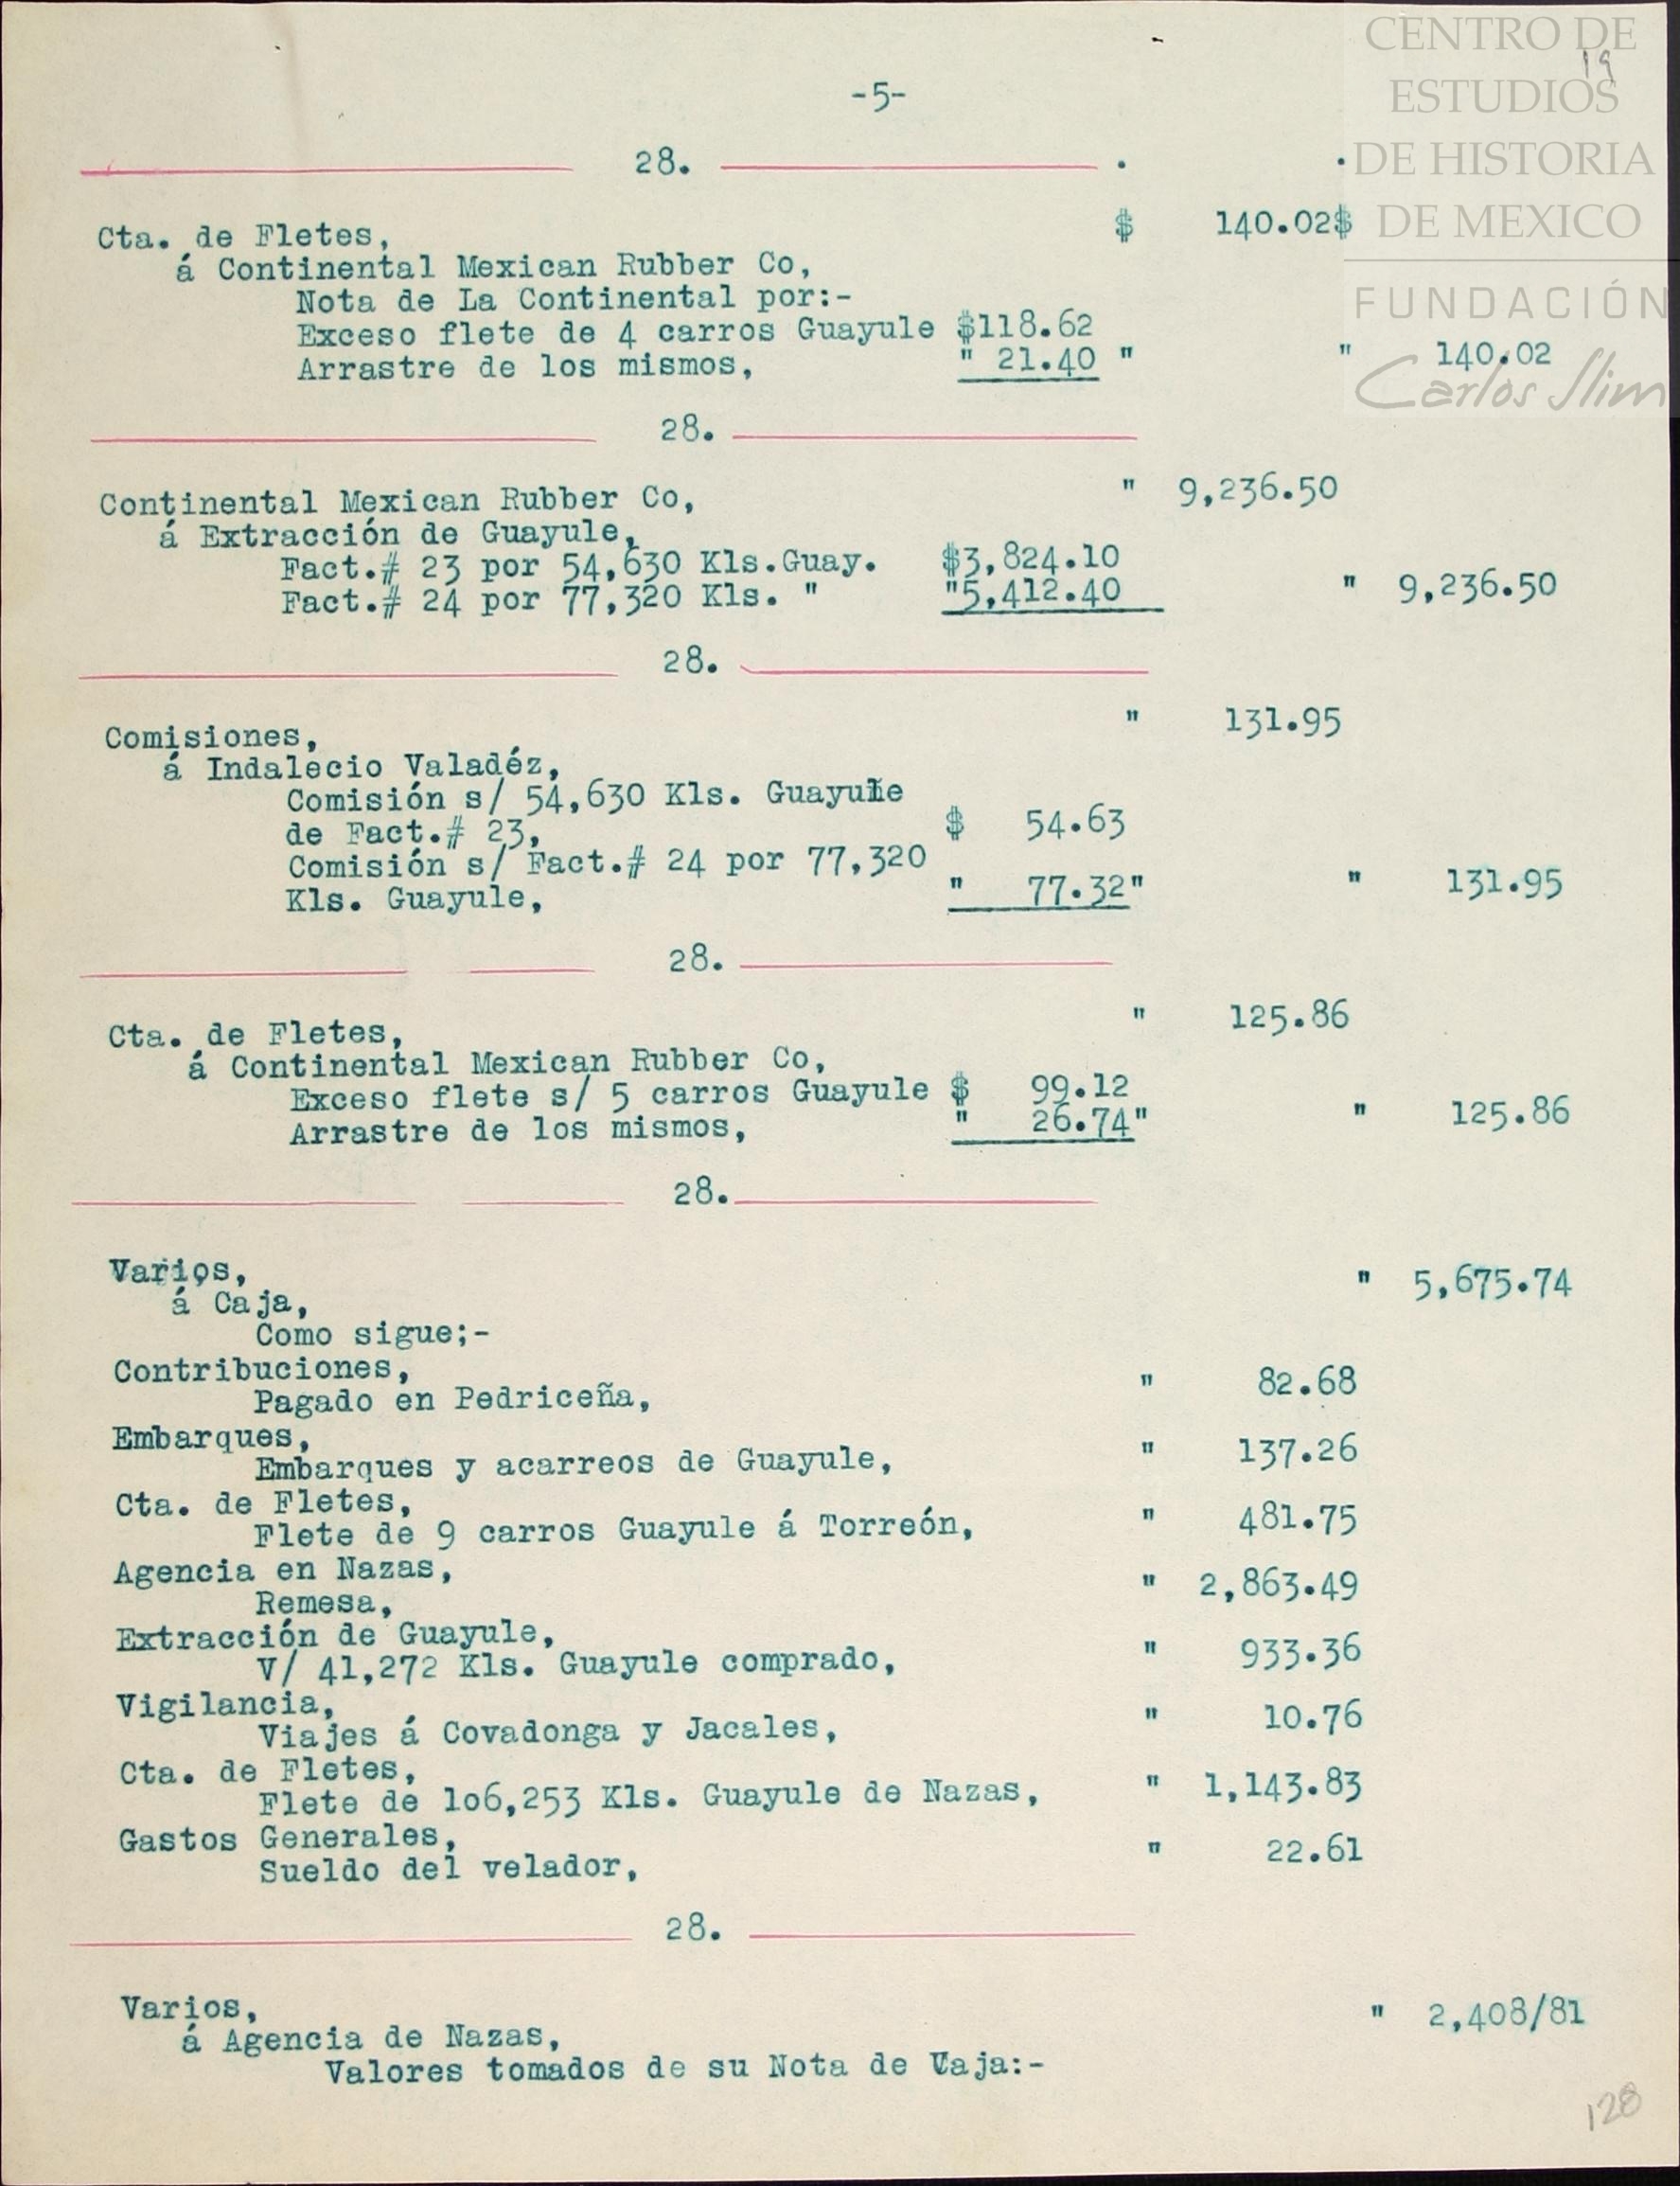 CENTRO DE
ESTUDIOS
DE HISTORIA
DE MEXICO
FUNDACIÓN
Carlos Slim
19
-5-
28.
Cta. de Fletes, $ 140.02$
á Continental Mexican Rubber Co,
Nota de La Continental por:-
Exceso flete de 4 carros Guayule $118.62
Arrastre de los mismos, " 21.40 " " 140.02
28.
Continental Mexican Rubber Co, " 9,236.50
á Extracción de Guayule,
Fact.# 23 por 54,630 Kls.Guay. $3,824.10
Fact.# 24 por 77,320 Kls. " "5,412.40 " 9,236.50
28.
Comisiones, " 131.95
á Indalecio Valadéz,
Comisión s/ 54,630 Kls. Guayule
de Fact.# 23, $ 54.63
Comisión s/ Fact.# 24 por 77,320
Kls. Guayule, " 77.32" " 131.95
28.
Cta. de Fletes, " 125.86
á Continental Mexican Rubber Co,
Exceso flete s/ 5 carros Guayule $ 99.12
Arrastre de los mismos, " 26.74" " 125.86
28.
Varios, " 5,675.74
á Caja,
Como sigue;-
Contribuciones, " 82.68
Pagado en Pedriceña,
Embarques, " 137.26
Embarques y acarreos de Guayule,
Cta. de Fletes, " 481.75
Flete de 9 carros Guayule á Torreón,
Agencia en Nazas, " 2,863.49
Remesa,
Extracción de Guayule, " 933.36
V/ 41,272 Kls. Guayule comprado,
Vigilancia, " 10.76
Viajes á Covadonga y Jacales,
Cta. de Fletes, " 1,143.83
Flete de 1o6,253 Kls. Guayule de Nazas,
Gastos Generales, " 22.61
Sueldo del velador,
28.
Varios, " 2,408/81
á Agencia de Nazas,
Valores tomados de su Nota de Caja:-
128